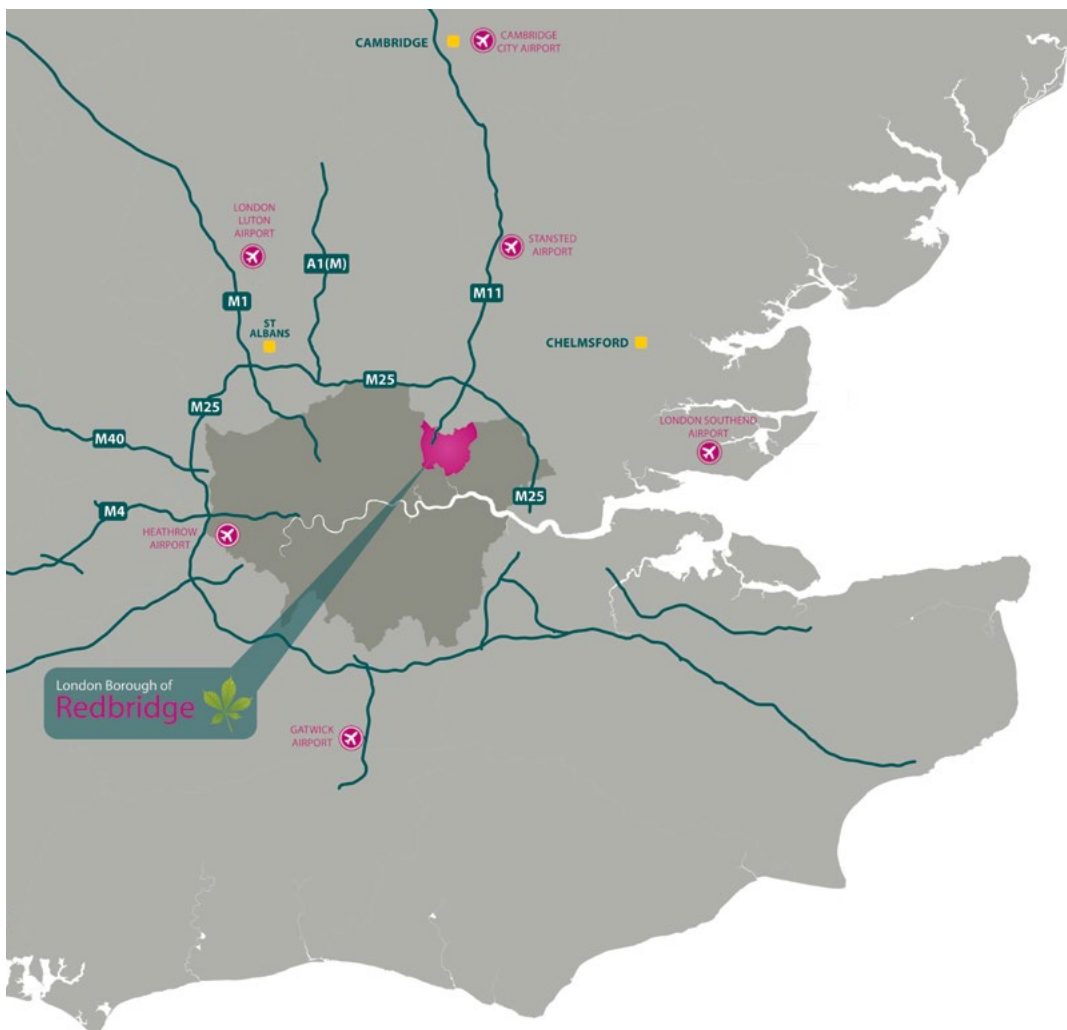 CAMBRIDGE
CAMBRIDGE
CITY AIRPORT
LONDON
LUTON
AIRPORT
STANSTED
AIRPORT
A1(M)
M1
M11
ST
ALBANS
CHELMSFORD
M25
M25
M40
LONDON SOUTHEND
AIRPORT
M25
M4
HEATHROW
AIRPORT
London Borough of
Redbridge
GATWICK
AIRPORT